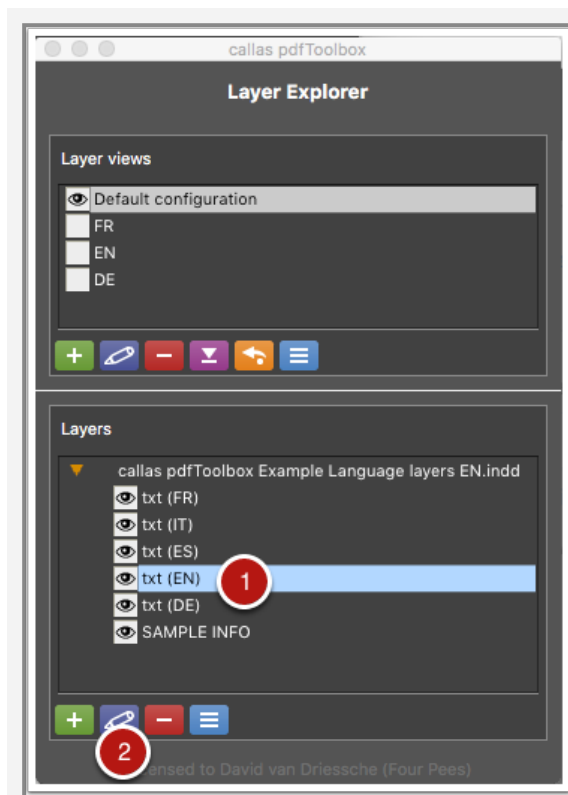 callas pdfToolbox
Layer Explorer
Layer views
Default configuration
FR
EN
DE
Layers
callas pdfToolbox Example Language layers EN.indd
txt (FR)
txt (IT)
txt (ES)
txt (EN)
1
txt (DE)
SAMPLE INFO
2
ensed to David van Driessche (Four Pees)